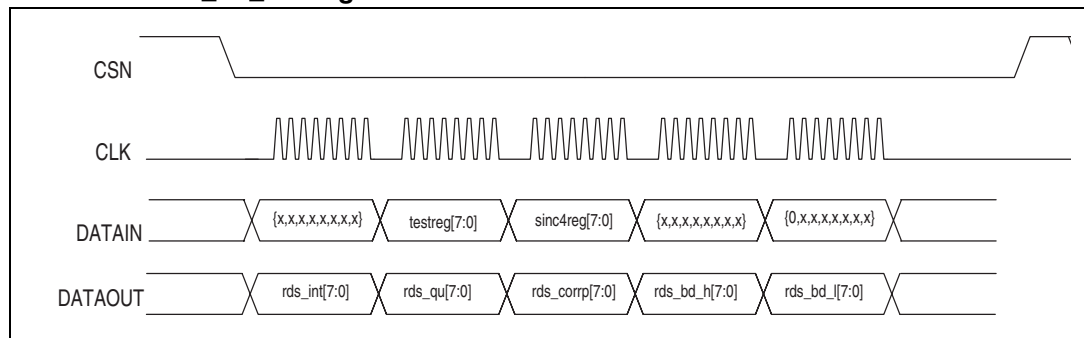 CSN
CLK
DATAIN {x,x,x,x,x,x,x,x} testreg[7:0] sinc4reg[7:0] {x,x,x,x,x,x,x,x} {0,x,x,x,x,x,x,x}
DATAOUT rds_int[7:0] rds_qu[7:0] rds_corrp[7:0] rds_bd_h[7:0] rds_bd_l[7:0]